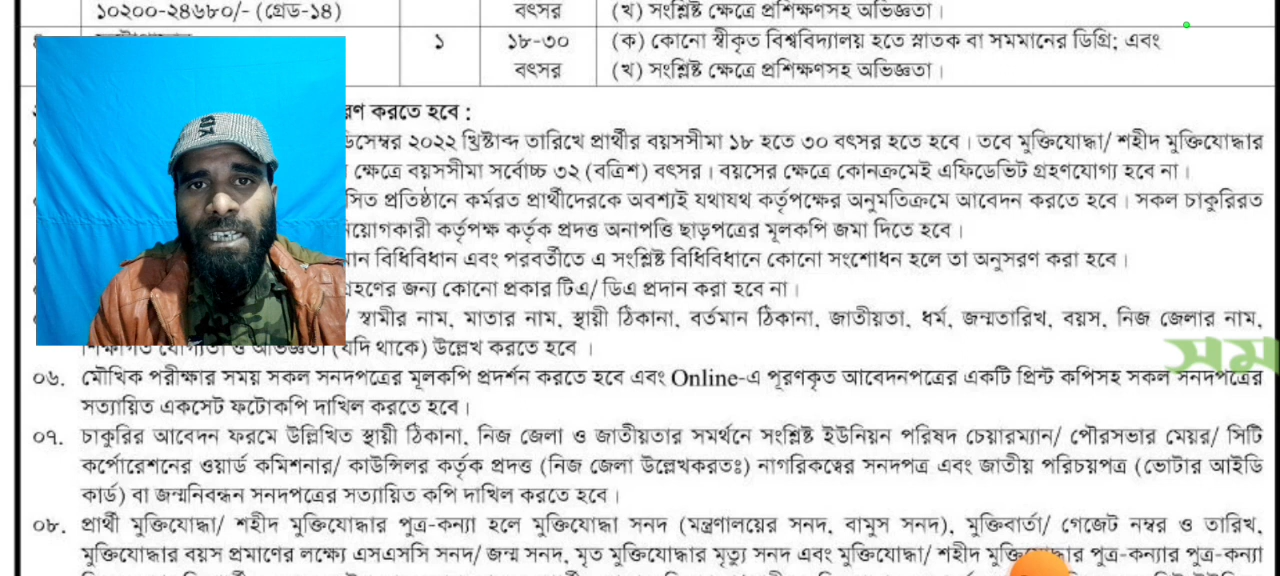 ১০২০০-২৪৬৮০/- (গ্রেড-১৪) বৎসর (খ) সংশ্লিষ্ট ক্ষেত্রে প্রশিক্ষণসহ অভিজ্ঞতা।
১ ১৮-৩০ (ক) কোনো স্বীকৃত বিশ্ববিদ্যালয় হতে স্নাতক বা সমমানের ডিগ্রি; এবং
বৎসর (খ) সংশ্লিষ্ট ক্ষেত্রে প্রশিক্ষণসহ অভিজ্ঞতা।
করতে হবে :
২০২২ খ্রিষ্টাব্দ তারিখে প্রার্থীর বয়সসীমা ১৮ হতে ৩০ বৎসর হতে হবে। তবে মুক্তিযোদ্ধা/ শহীদ মুক্তিযোদ্ধার
ক্ষেত্রে বয়সসীমা সর্বোচ্চ ৩২ (বত্রিশ) বৎসর। বয়সের ক্ষেত্রে কোনক্রমেই এফিডেভিট গ্রহণযোগ্য হবে না।
প্রতিষ্ঠানে কর্মরত প্রার্থীদেরকে অবশ্যই যথাযথ কর্তৃপক্ষের অনুমতিক্রমে আবেদন করতে হবে। সকল চাকুরিরত
কর্তৃপক্ষ কর্তৃক প্রদত্ত অনাপত্তি ছাড়পত্রের মূলকপি জমা দিতে হবে।
বিধিবিধান এবং পরবর্তীতে এ সংশ্লিষ্ট বিধিবিধানে কোনো সংশোধন হলে তা অনুসরণ করা হবে।
জন্য কোনো প্রকার টিএ/ ডিএ প্রদান করা হবে না।
/ স্বামীর নাম, মাতার নাম, স্থায়ী ঠিকানা, বর্তমান ঠিকানা, জাতীয়তা, ধর্ম, জন্মতারিখ, বয়স, নিজ জেলার নাম,
(যদি থাকে) উল্লেখ করতে হবে ।
০৬. মৌখিক পরীক্ষার সময় সকল সনদপত্রের মূলকপি প্রদর্শন করতে হবে এবং Online-এ পূরণকৃত আবেদনপত্রের একটি প্রিন্ট কপিসহ সকল সনদপত্রের
সত্যায়িত একসেট ফটোকপি দাখিল করতে হবে।
০৭. চাকুরির আবেদন ফরমে উল্লিখিত স্থায়ী ঠিকানা, নিজ জেলা ও জাতীয়তার সমর্থনে সংশ্লিষ্ট ইউনিয়ন পরিষদ চেয়ারম্যান/ পৌরসভার মেয়র/ সিটি
কর্পোরেশনের ওয়ার্ড কমিশনার/ কাউন্সিলর কর্তৃক প্রদত্ত (নিজ জেলা উল্লেখকরতঃ) নাগরিকত্বের সনদপত্র এবং জাতীয় পরিচয়পত্র (ভোটার আইডি
কার্ড) বা জন্মনিবন্ধন সনদপত্রের সত্যায়িত কপি দাখিল করতে হবে।
০৮. প্রার্থী মুক্তিযোদ্ধা/ শহীদ মুক্তিযোদ্ধার পুত্র-কন্যা হলে মুক্তিযোদ্ধা সনদ (মন্ত্রণালয়ের সনদ, বামুস সনদ), মুক্তিবার্তা/ গেজেট নম্বর ও তারিখ,
মুক্তিযোদ্ধার বয়স প্রমাণের লক্ষ্যে এসএসসি সনদ/ জন্ম সনদ, মৃত মুক্তিযোদ্ধার মৃত্যু সনদ এবং মুক্তিযোদ্ধা/ শহীদ পুত্র-কন্যার পুত্র-কন্যা